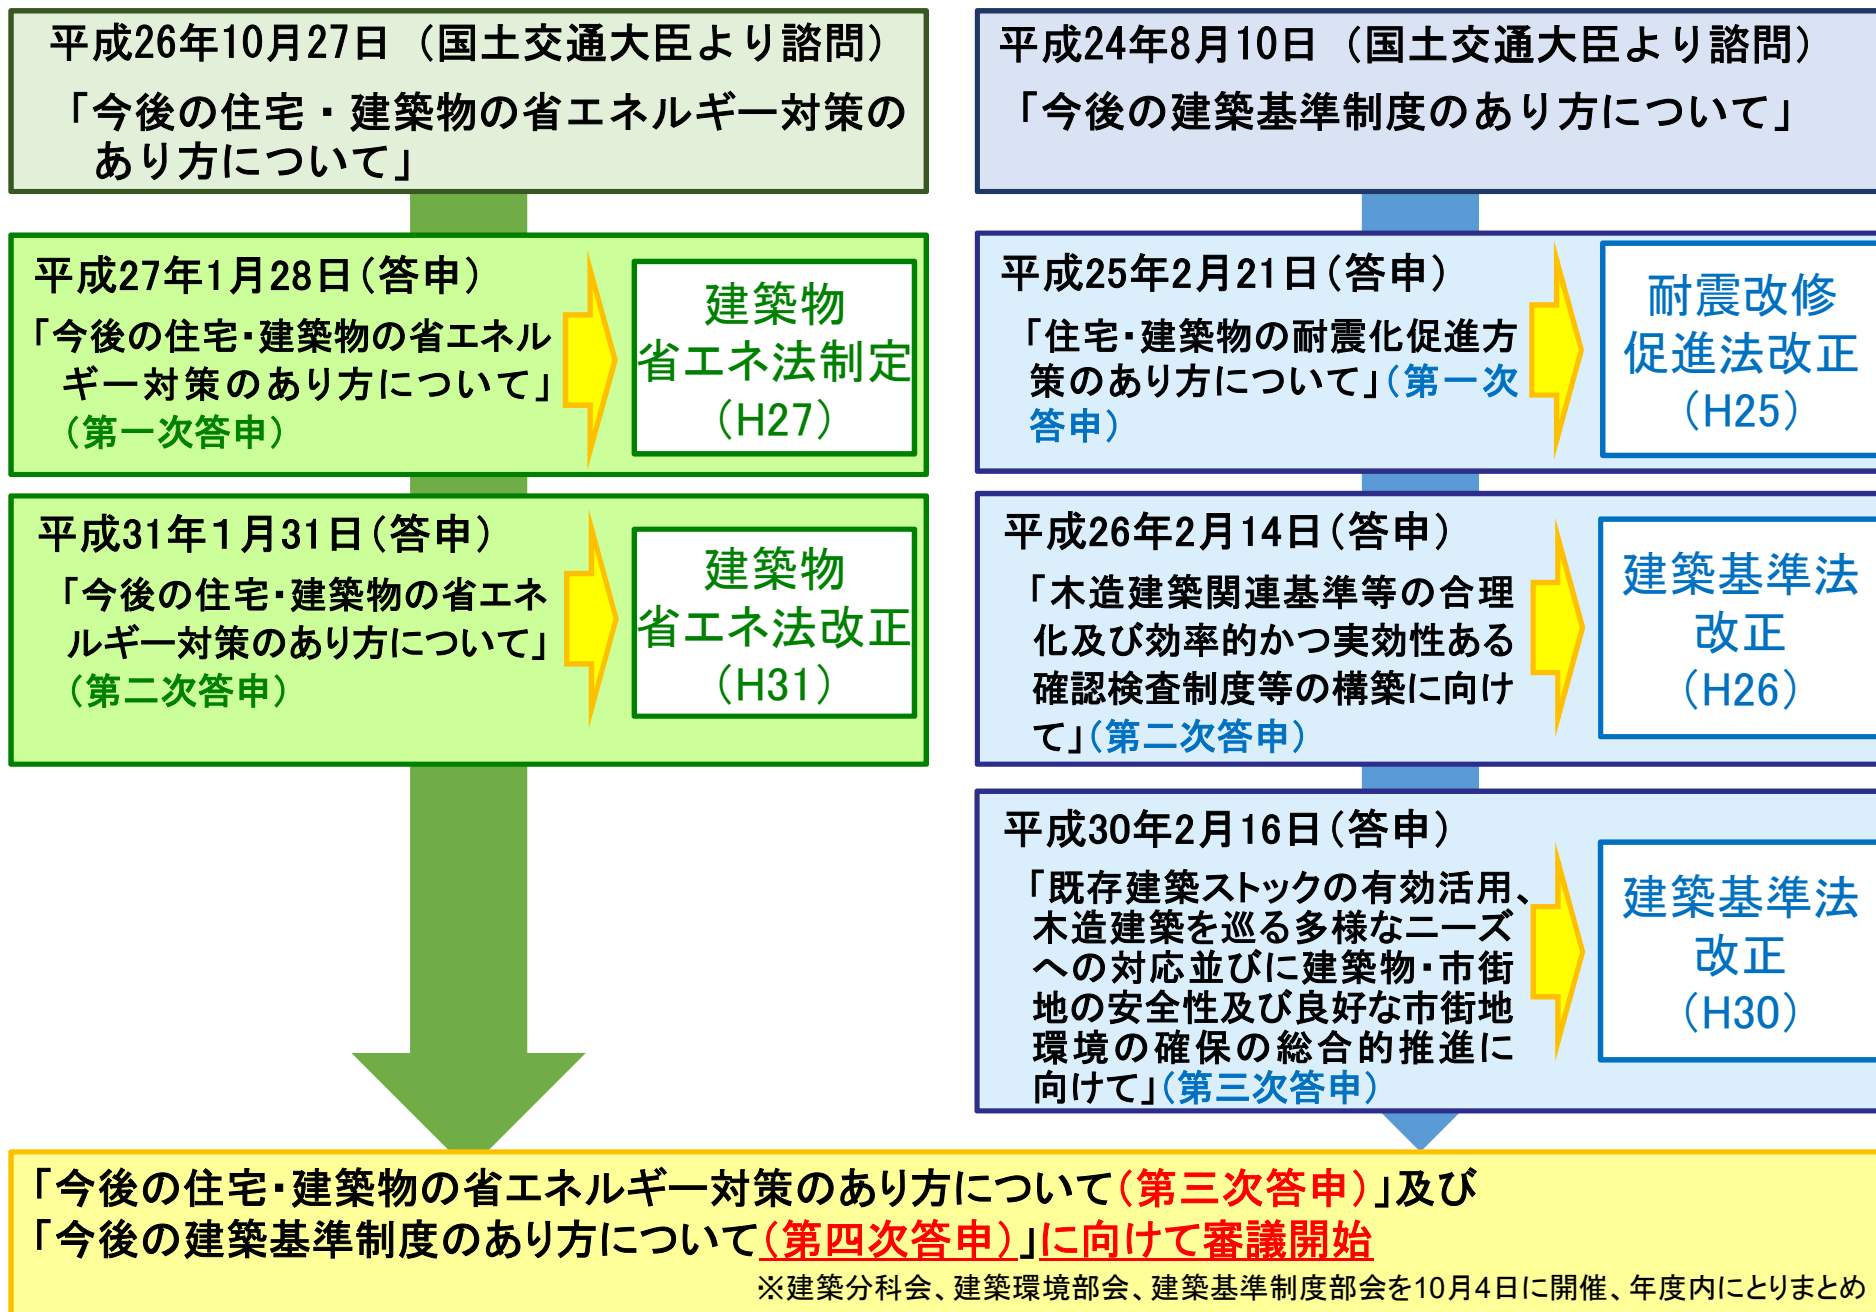 平成26年10月27日（国土交通大臣より諮問）
「今後の住宅・建築物の省エネルギー対策の
あり方について」
平成27年1月28日（答申）
「今後の住宅・建築物の省エネル
ギー対策のあり方について」
（第一次答申）
建築物
省エネ法制定
（H27）
平成31年1月31日（答申）
「今後の住宅・建築物の省エネ
ルギー対策のあり方について」
（第二次答申）
建築物
省エネ法改正
（H31）
平成24年8月10日（国土交通大臣より諮問）
「今後の建築基準制度のあり方について」
平成25年2月21日（答申）
「住宅・建築物の耐震化促進方
策のあり方について」（第一次
答申）
耐震改修
促進法改正
（H25）
平成26年2月14日（答申）
「木造建築関連基準等の合理
化及び効率的かつ実効性ある
確認検査制度等の構築に向け
て」（第二次答申）
建築基準法
改正
（H26）
平成30年2月16日（答申）
「既存建築ストックの有効活用、
木造建築を巡る多様なニーズ
への対応並びに建築物・市街
地の安全性及び良好な市街地
環境の確保の総合的推進に
向けて」（第三次答申）
建築基準法
改正
（H30）
「今後の住宅・建築物の省エネルギー対策のあり方について（第三次答申）」及び
「今後の建築基準制度のあり方について（第四次答申）」に向けて審議開始
※建築分科会、建築環境部会、建築基準制度部会を10月4日に開催、年度内にとりまとめ